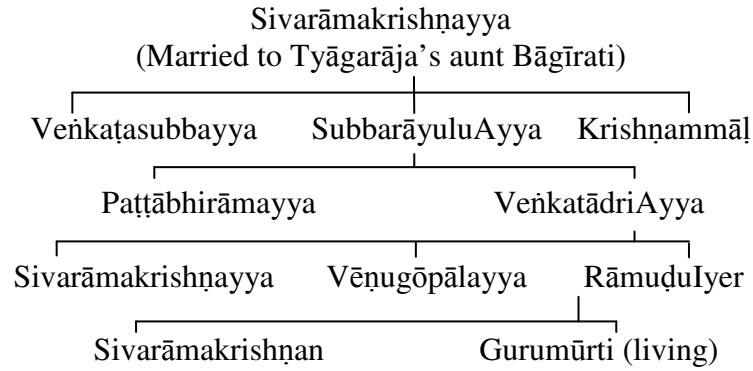 Sivarāmakrishṇayya
(Married to Tyāgarāja’s aunt Bāgīrati)
Veṅkaṭasubbayya SubbarāyuluAyya Krishṇammāḷ
Paṭṭābhirāmayya VeṅkatādriAyya
Sivarāmakrishṇayya Vēṇugōpālayya RāmuḍuIyer
Sivarāmakrishṇan Gurumūrti (living)